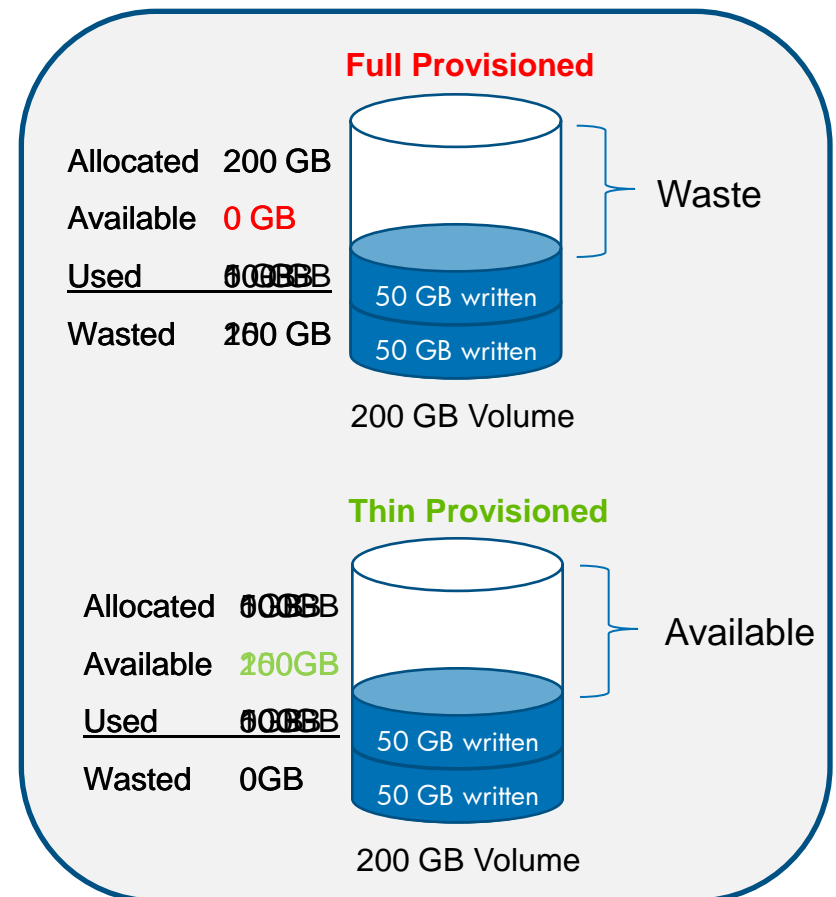 Full Provisioned
Allocated 200 GB
Available 0 GB
Used
Wasted GB
Waste
50 GB written
50 GB written
200 GB Volume
Thin Provisioned
Allocated
Available
Used
Wasted 0GB
Available
50 GB written
50 GB written
200 GB Volume